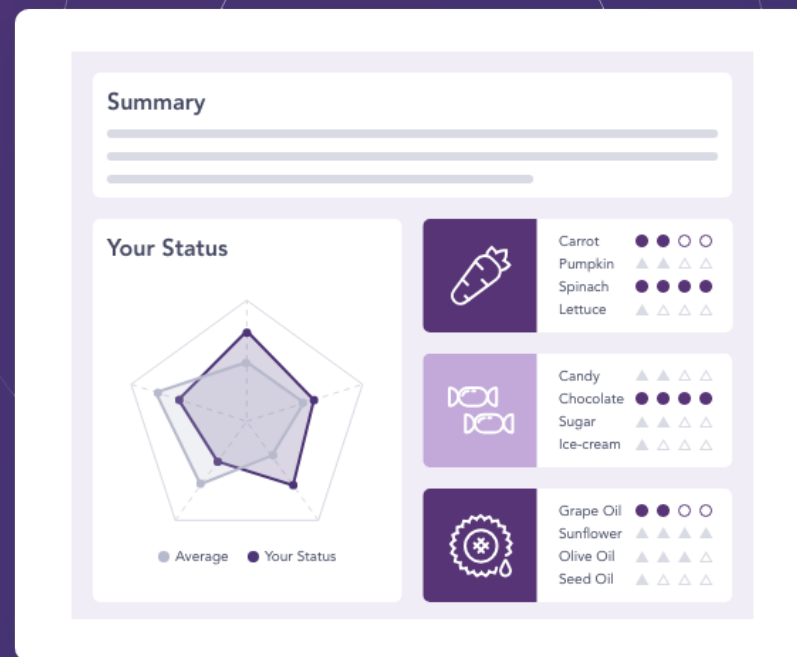 Summary
Your Status
Average
Your Status
Carrot
Pumpkin
Spinach
Lettuce
Candy
Chocolate
Sugar
Ice-cream
Grape Oil
Sunflower
Olive Oil
Seed Oil